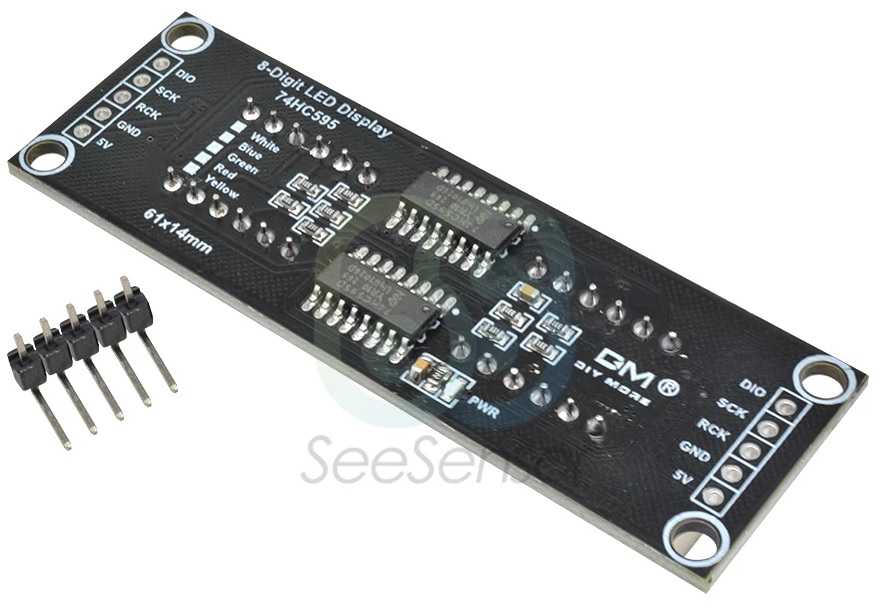 8-Digit LED Display
74HC595
DIO
SCK
RCK
GND
5V
White
Blue
Green
Red
Yellow
61x14mm
DM®
DIY MORE
PWR
DIO
SCK
RCK
GND
5V
SeeSensor